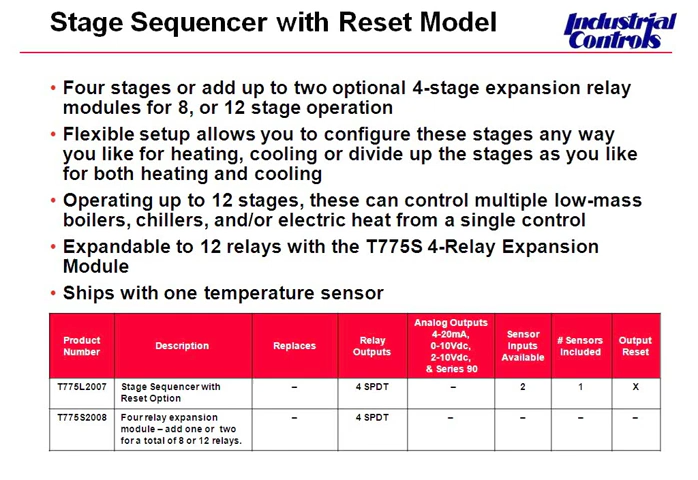 Stage Sequencer with Reset Model
Industrial
Controls
• Four stages or add up to two optional 4-stage expansion relay
modules for 8, or 12 stage operation
• Flexible setup allows you to configure these stages any way
you like for heating, cooling or divide up the stages as you like
for both heating and cooling
• Operating up to 12 stages, these can control multiple low-mass
boilers, chillers, and/or electric heat from a single control
• Expandable to 12 relays with the T775S 4-Relay Expansion
Module
• Ships with one temperature sensor
Product
Number
Description
Replaces
Relay
Outputs
Analog Outputs
4-20mA,
0-10Vdc,
2-10Vdc,
& Series 90
Sensor
Inputs
Available
# Sensors
Included
Output
Reset
T775L2007
Stage Sequencer with
Reset Option
–
4 SPDT
–
2
1
X
T775S2008
Four relay expansion
module – add one or two
for a total of 8 or 12 relays.
–
4 SPDT
–
–
–
–